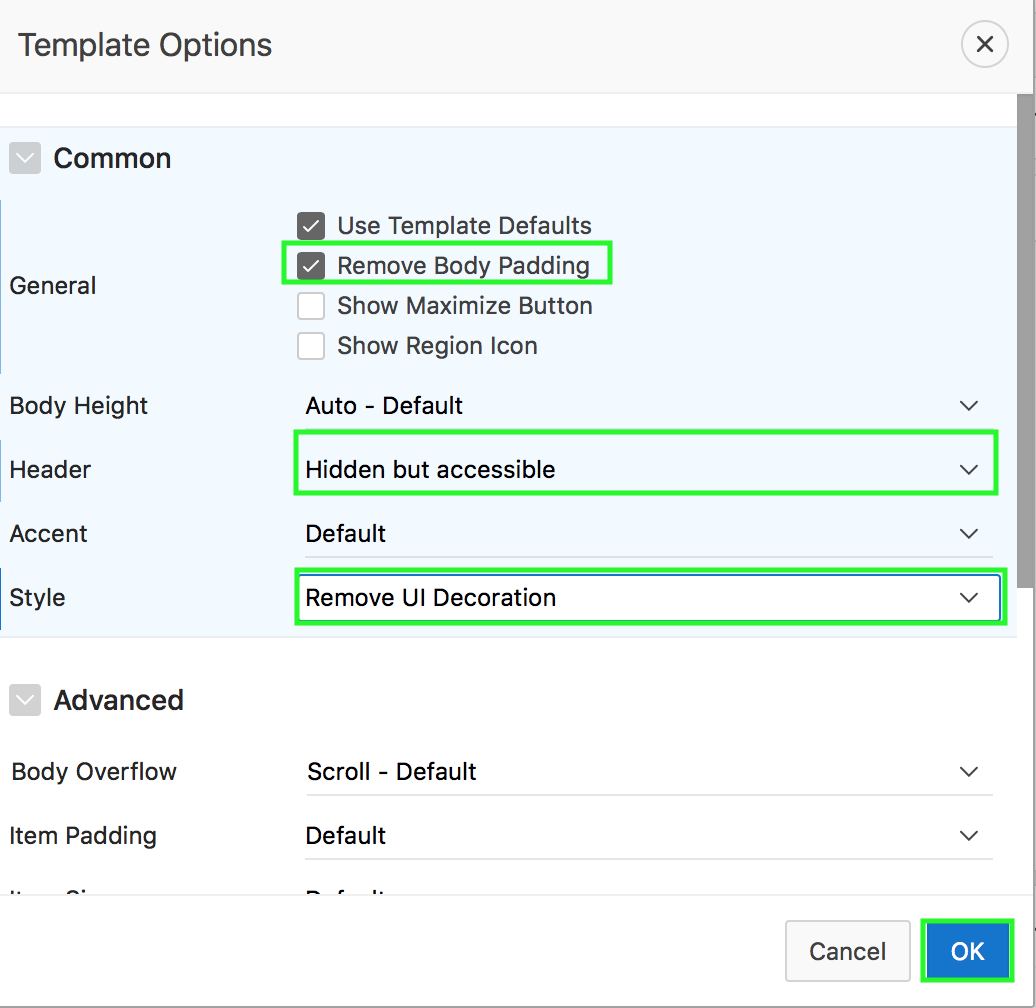 Template Options
Common
General
Use Template Defaults
Remove Body Padding
Show Maximize Button
Show Region Icon
Body Height Auto - Default
Header Hidden but accessible
Accent Default
Style Remove UI Decoration
Advanced
Body Overflow Scroll - Default
Item Padding Default
Cancel OK